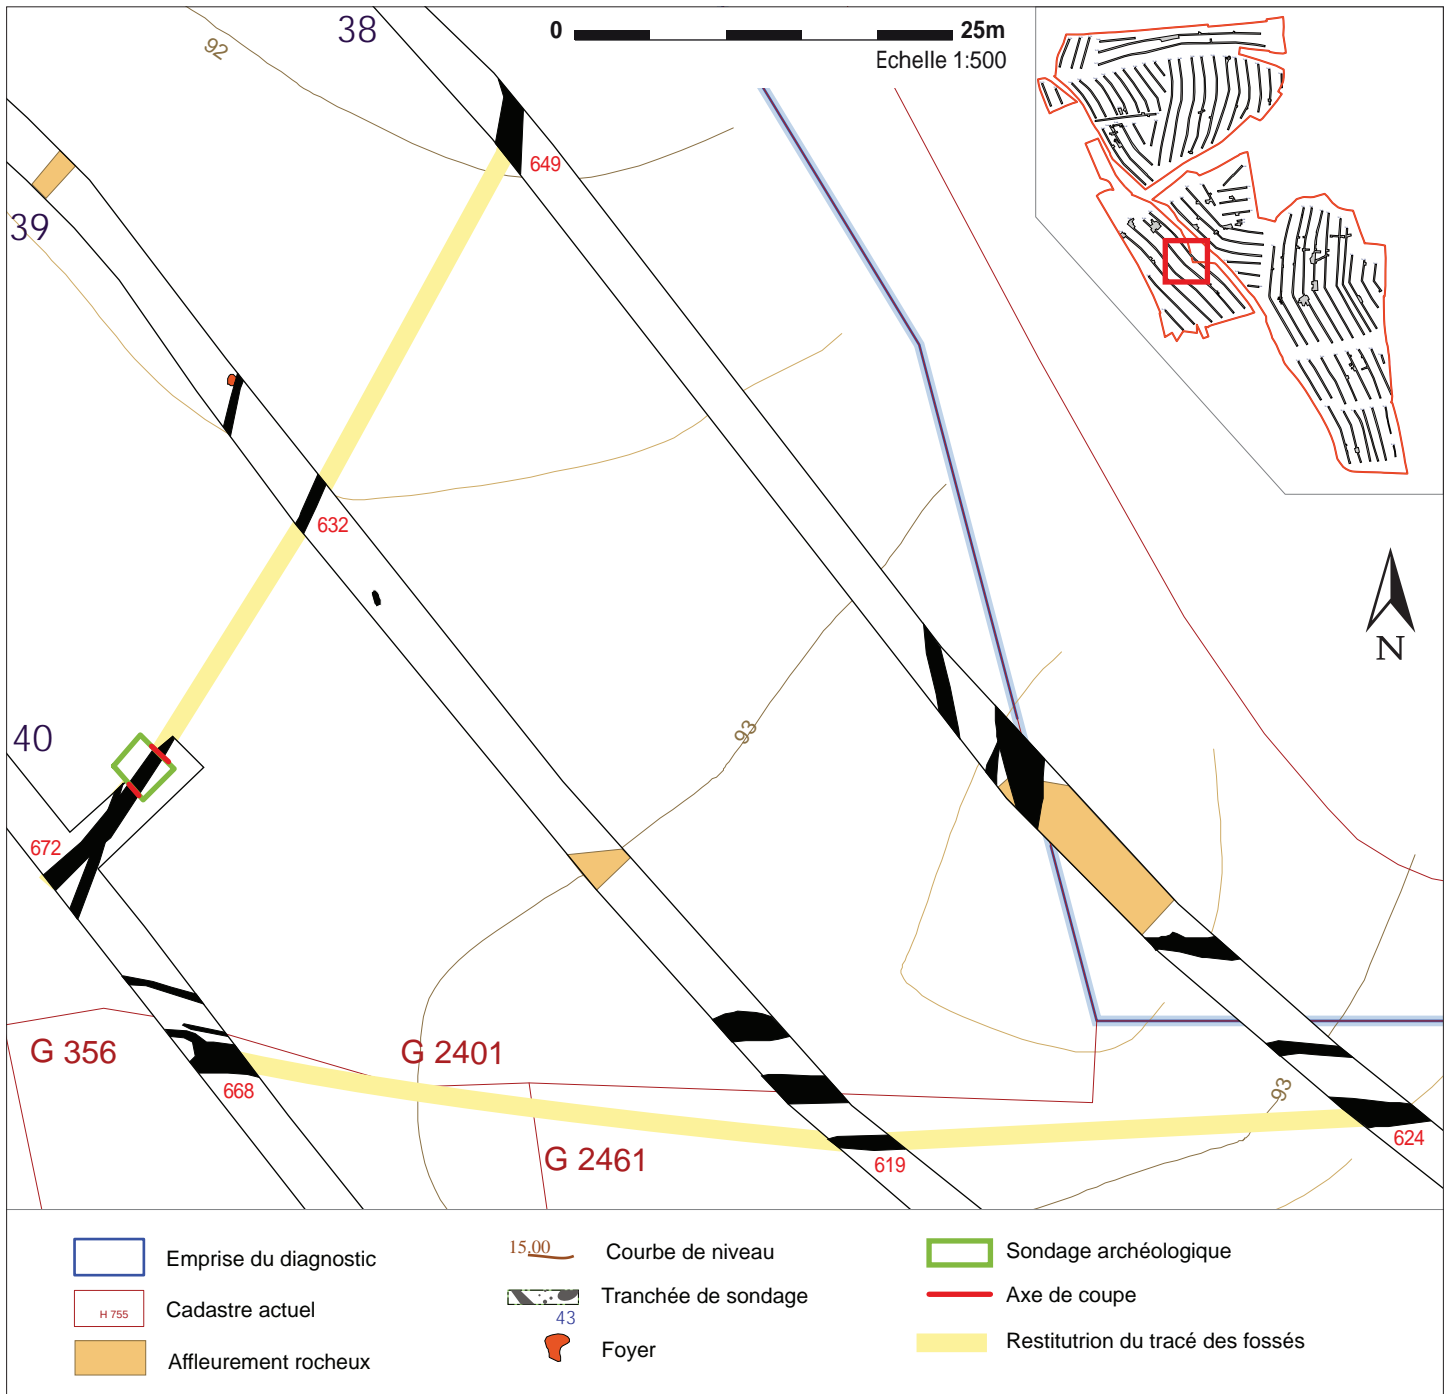 38
92
0
25m
Echelle 1:500
649
39
632
N
93
40
672
G 356
G 2401
93
668
624
619
G 2461
Emprise du diagnostic
15.00
Courbe de niveau
Sondage archéologique
H 755
Cadastre actuel
Tranchée de sondage
43
Axe de coupe
Affleurement rocheux
Foyer
Restitutrion du tracé des fossés